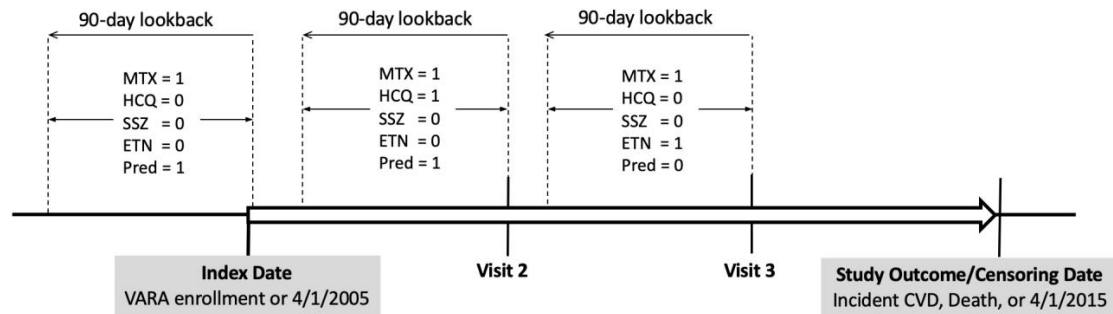 90-day lookback
MTX = 1
HCQ = 0
SSZ = 0
ETN = 0
Pred = 1
90-day lookback
MTX = 1
HCQ = 1
SSZ = 0
ETN = 0
Pred = 1
90-day lookback
MTX = 1
HCQ = 0
SSZ = 0
ETN = 1
Pred = 0
Index Date
VARA enrollment or 4/1/2005
Visit 2
Visit 3
Study Outcome/Censoring Date
Incident CVD, Death, or 4/1/2015